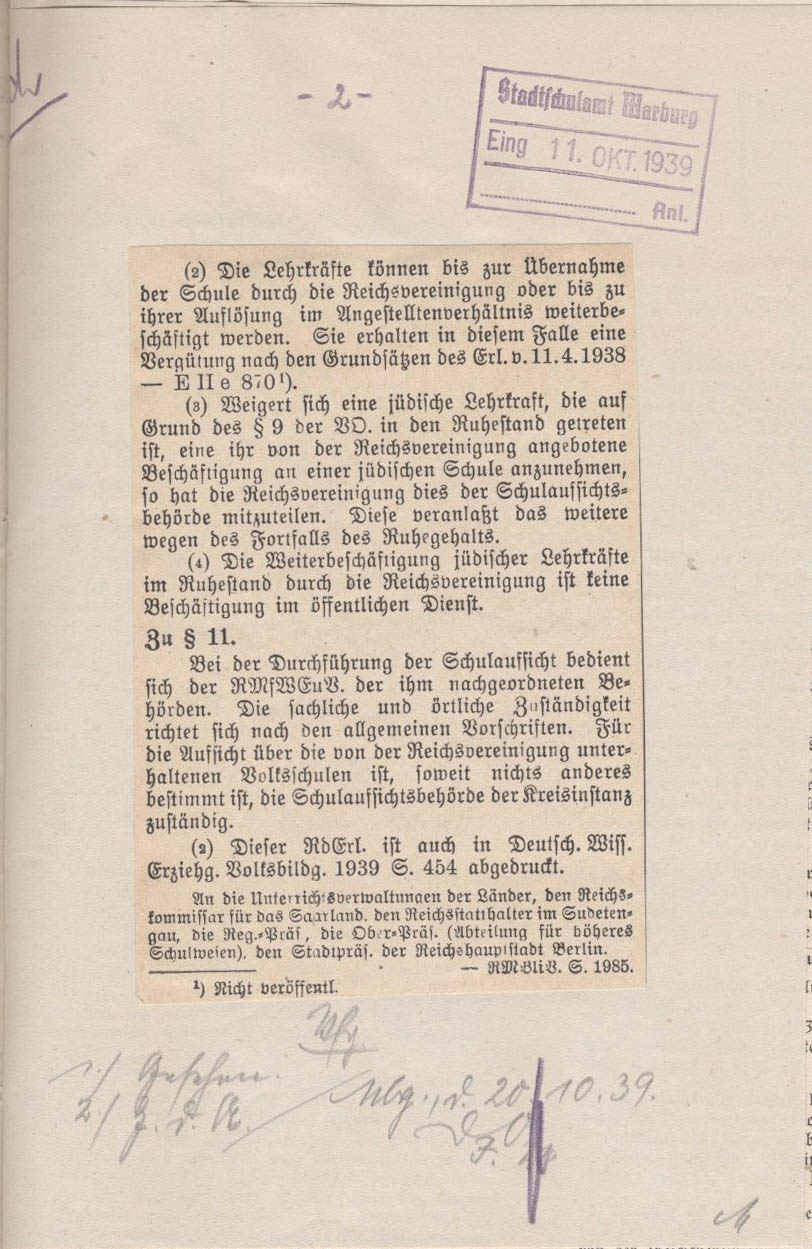 - 2 -
Stadtschulamt Marburg
Eing 11. OKT. 1939
Anl.
(2) Die Lehrkräfte können bis zur Übernahme
der Schule durch die Reichsvereinigung oder bis zu
ihrer Auflösung im Angestelltenverhältnis weiterbe-
schäftigt werden. Sie erhalten in diesem Falle eine
Vergütung nach den Grundsätzen des Erl. v. 11. 4. 1938
— E II e 870¹).
(3) Weigert sich eine jüdische Lehrkraft, die auf
Grund des § 9 der VO. in den Ruhestand getreten
ist, eine ihr von der Reichsvereinigung angebotene
Beschäftigung an einer jüdischen Schule anzunehmen,
so hat die Reichsvereinigung dies der Schulaufsichts-
behörde mitzuteilen. Diese veranlaßt das weitere
wegen des Fortfalls des Ruhegehalts.
(4) Die Weiterbeschäftigung jüdischer Lehrkräfte
im Ruhestand durch die Reichsvereinigung ist keine
Beschäftigung im öffentlichen Dienst.
Zu § 11.
Bei der Durchführung der Schulaufsicht bedient
sich der RMfWEuV. der ihm nachgeordneten Be-
hörden. Die sachliche und örtliche Zuständigkeit
richtet sich nach den allgemeinen Vorschriften. Für
die Aufsicht über die von der Reichsvereinigung unter-
haltenen Volksschulen ist, soweit nichts anderes
bestimmt ist, die Schulaufsichtsbehörde der Kreisinstanz
zuständig.
(2) Dieser RdErl. ist auch in Deutsch. Wiss.
Erziehg. Volksbildg. 1939 S. 454 abgedruckt.
An die Unterrichtsverwaltungen der Länder, den Reichs-
kommissar für das Saarland, den Reichsstatthalter im Sudeten-
gau, die Reg.-Präs, die Ober-Präs. (Abteilung für höheres
Schulwesen), den Stadtpräs. der Reichshauptstadt Berlin.
— RMBliV. S. 1985.
¹) Nicht veröffentl.
Vfg.
1.) Gesehen.
2.) Z. d. A.
Mbg., d. 20.10.39.
D. O.